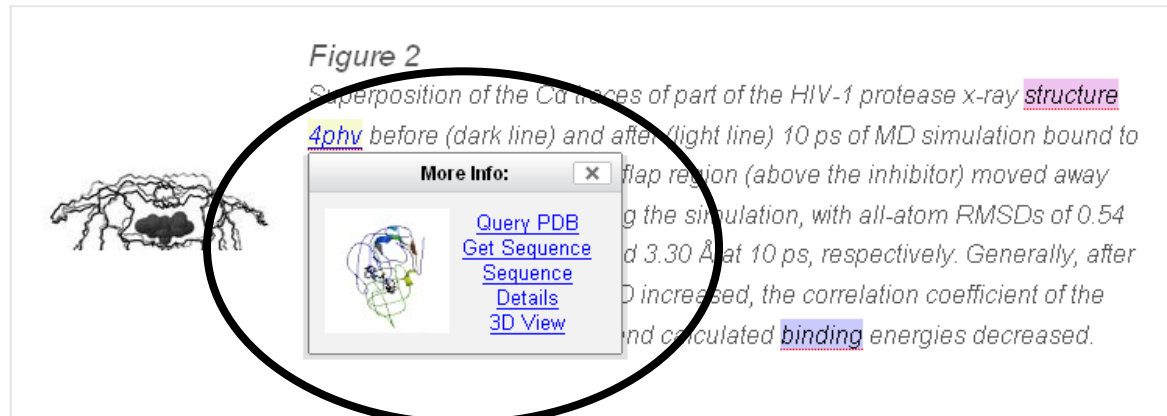 Figure 2
Superposition of the Cα traces of part of the HIV-1 protease x-ray structure
4phv before (dark line) and after (light line) 10 ps of MD simulation bound to
More Info:
flap region (above the inhibitor) moved away
Query PDB
g the simulation, with all-atom RMSDs of 0.54
Get Sequence
d 3.30 Å at 10 ps, respectively. Generally, after
Sequence
Details
D increased, the correlation coefficient of the
3D View
nd calculated binding energies decreased.